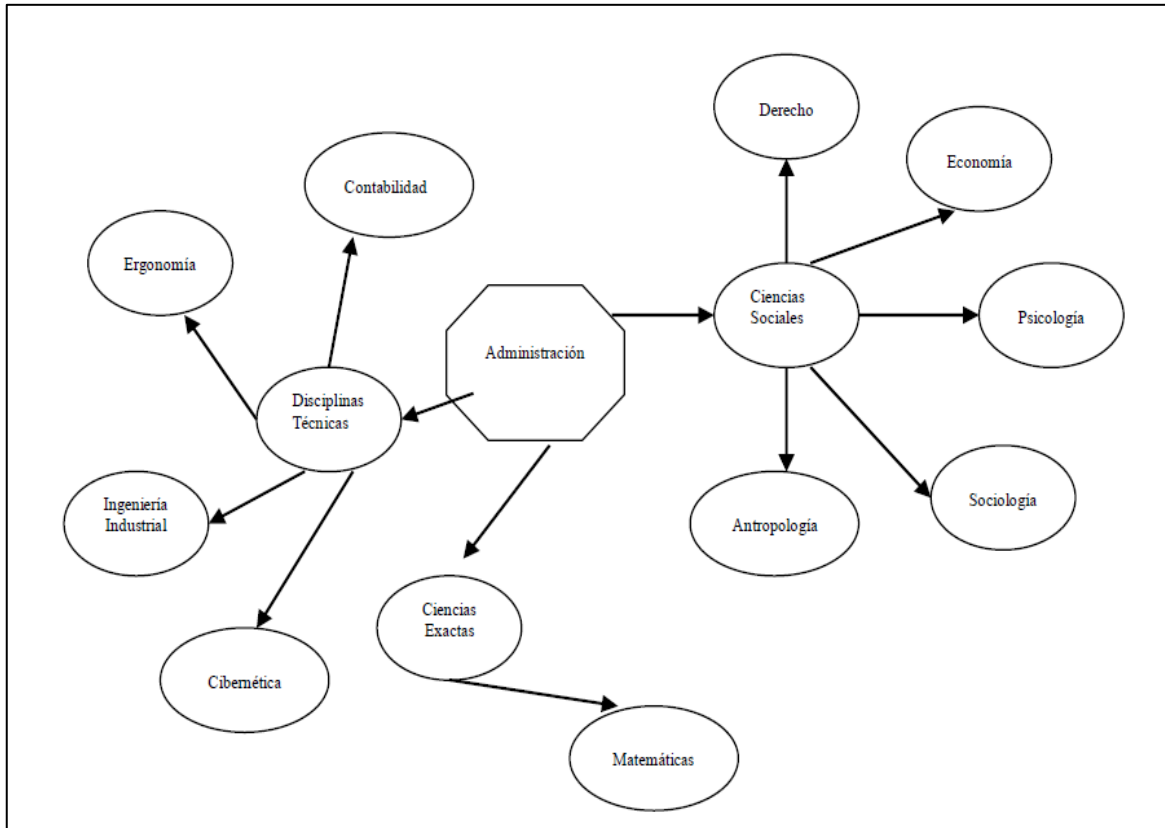 Derecho
Economía
Contabilidad
Ergonomía
Ciencias
Sociales
Psicología
Administración
Disciplinas
Técnicas
Ingeniería
Industrial
Antropología
Sociología
Ciencias
Exactas
Cibernética
Matemáticas